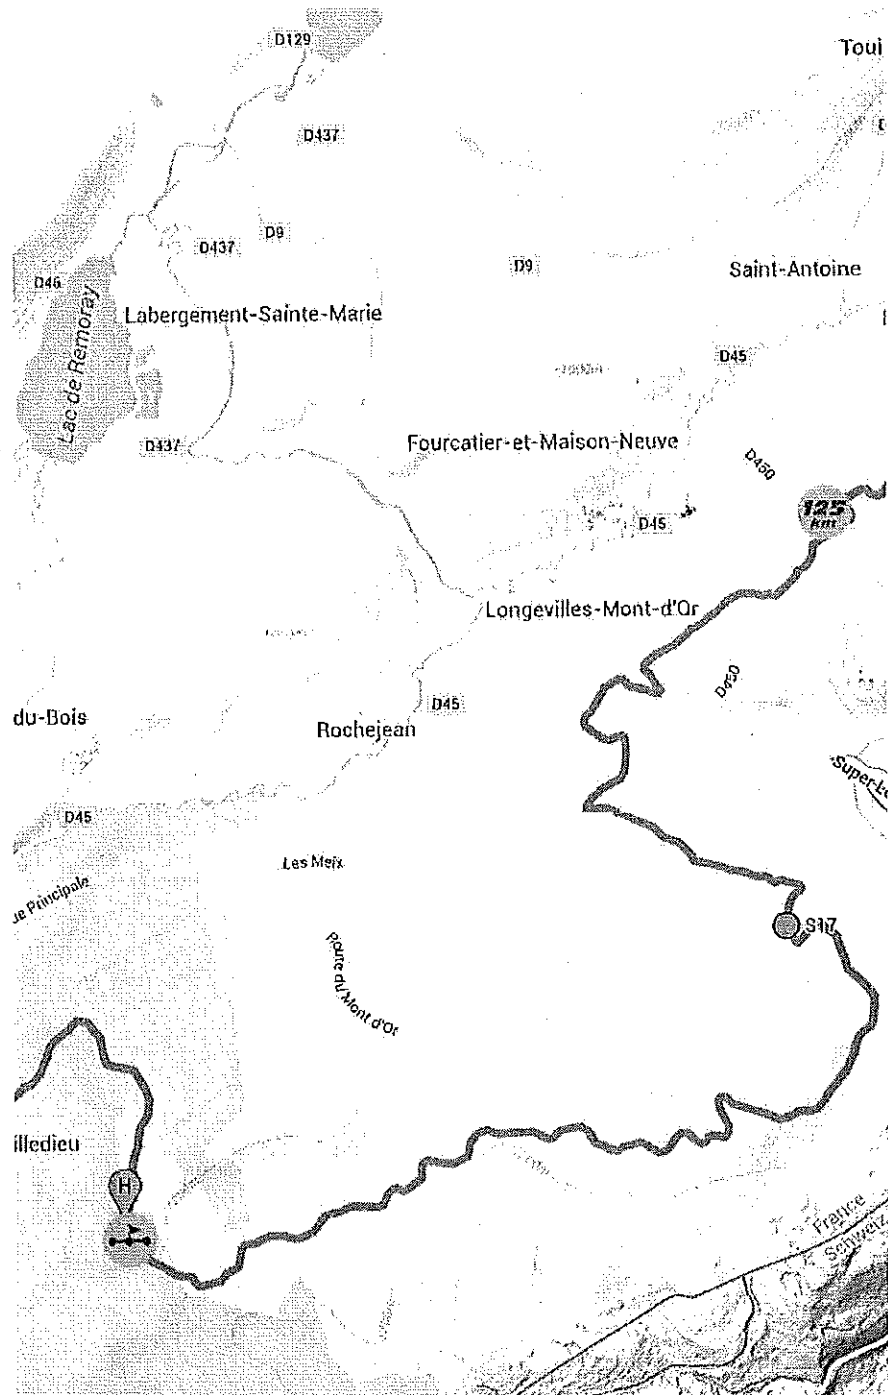 D129
Toui
D437
D437
D9
D9
D46
Saint-Antoine
Labergement-Sainte-Marie
Lac de Remoray
D45
D437
Fourcatier-et-Maison-Neuve
D450
125
km
D45
Longevilles-Mont-d'Or
D450
D45
du-Bois
Rochejean
Super-L
D45
Les Meix
ue Principale
S17
Route du Mont d'Or
illedieu
H
France
Schweiz